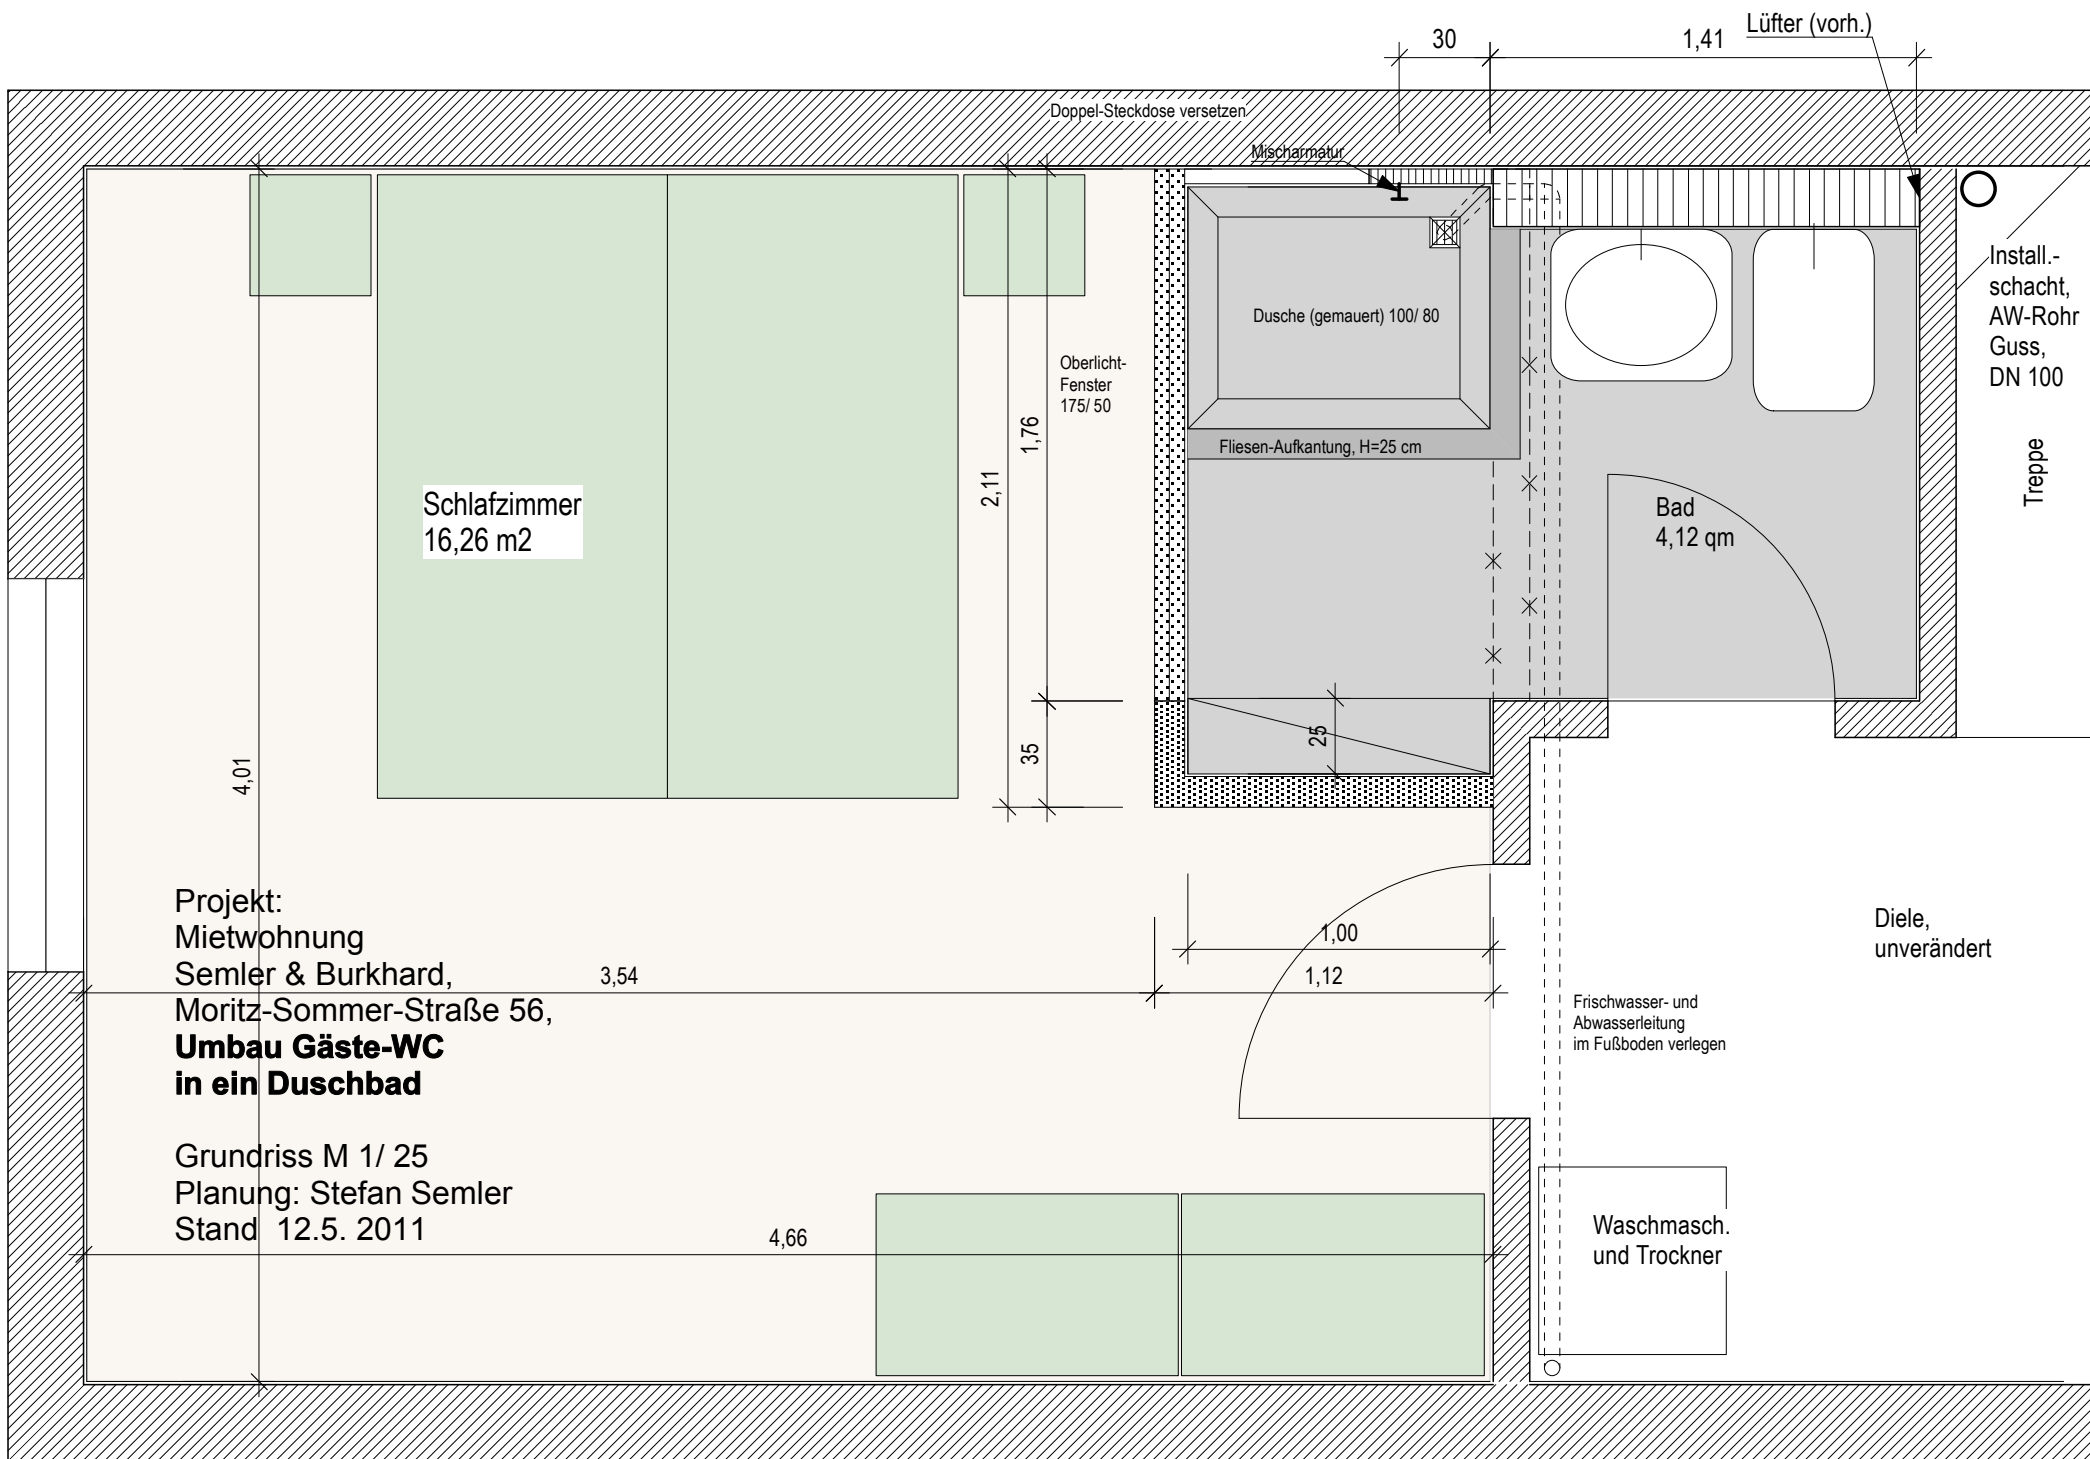 Lüfter (vorh.)
30
1,41
Doppel-Steckdose versetzen
Mischarmatur
Install.-
schacht,
AW-Rohr
Guss,
DN 100
Dusche (gemauert) 100/ 80
Oberlicht-
Fenster
175/ 50
1,76
2,11
Fliesen-Aufkantung, H=25 cm
Treppe
Schlafzimmer
16,26 m2
Bad
4,12 qm
25
35
4,01
Projekt:
Mietwohnung
Semler & Burkhard,
Moritz-Sommer-Straße 56,
Umbau Gäste-WC
in ein Duschbad
Grundriss M 1/ 25
Planung: Stefan Semler
Stand 12.5. 2011
3,54
1,00
1,12
Diele,
unverändert
Frischwasser- und
Abwasserleitung
im Fußboden verlegen
4,66
Waschmasch.
und Trockner